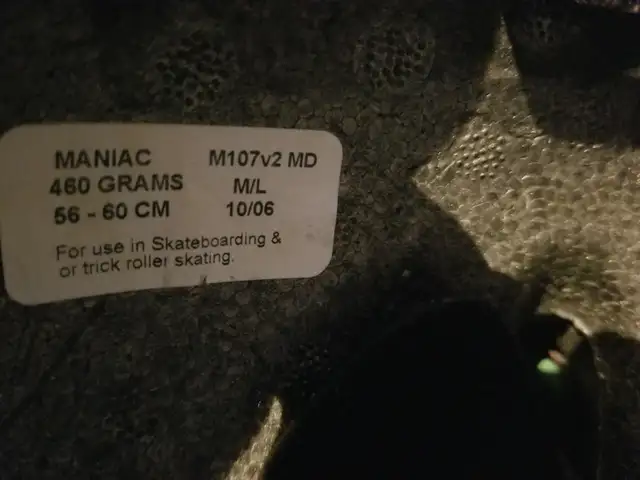 MANIAC M107v2 MD
460 GRAMS M/L
56 - 60 CM 10/06
For use in Skateboarding &
or trick roller skating.